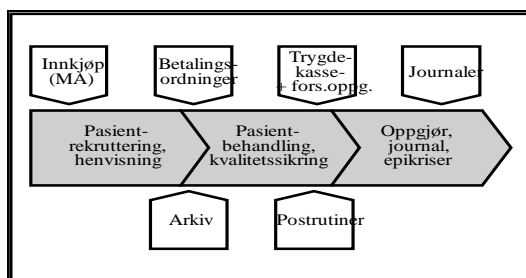 Innkjøp
(MA)
Betalings-
ordninger
Trygde-
kasse-
+ fors.oppg.
Journaler
Pasient-
rekruttering,
henvisning
Pasient-
behandling,
kvalitetssikring
Oppgjør,
journal,
epikriser
Arkiv
Postrutiner